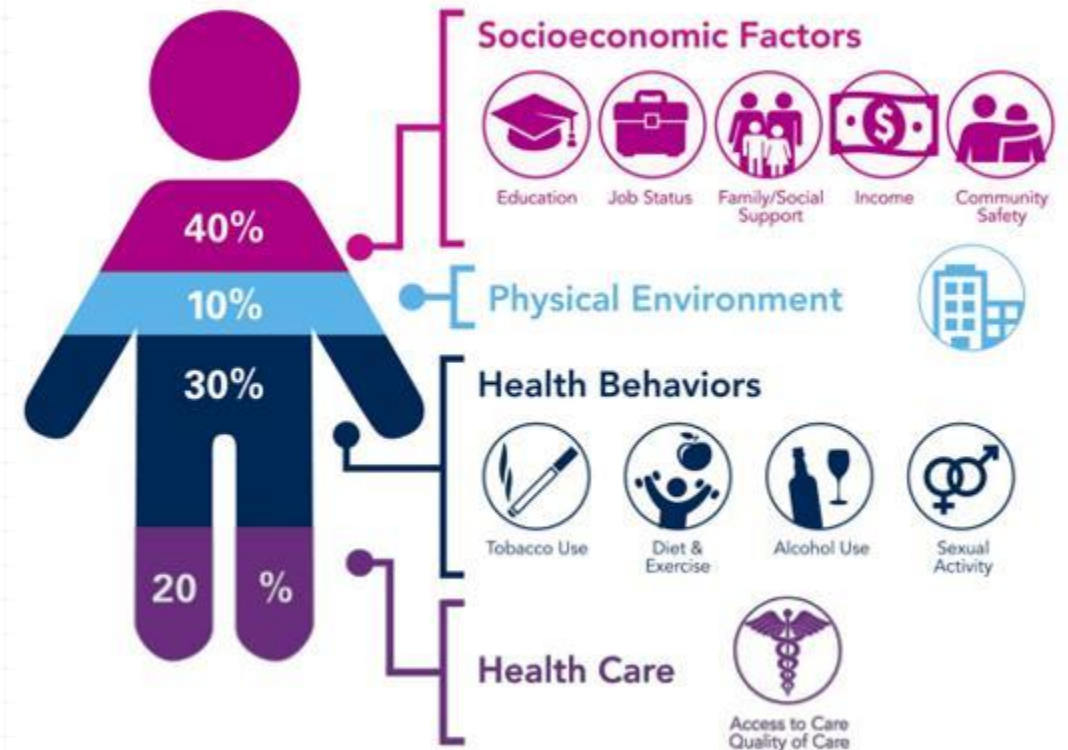 Socioeconomic Factors
Education
Job Status
Family/Social
Support
Income
Community
Safety
40%
10%
Physical Environment
30%
Health Behaviors
Tobacco Use
Diet &
Exercise
Alcohol Use
Sexual
Activity
20 %
Health Care
Access to Care
Quality of Care
$